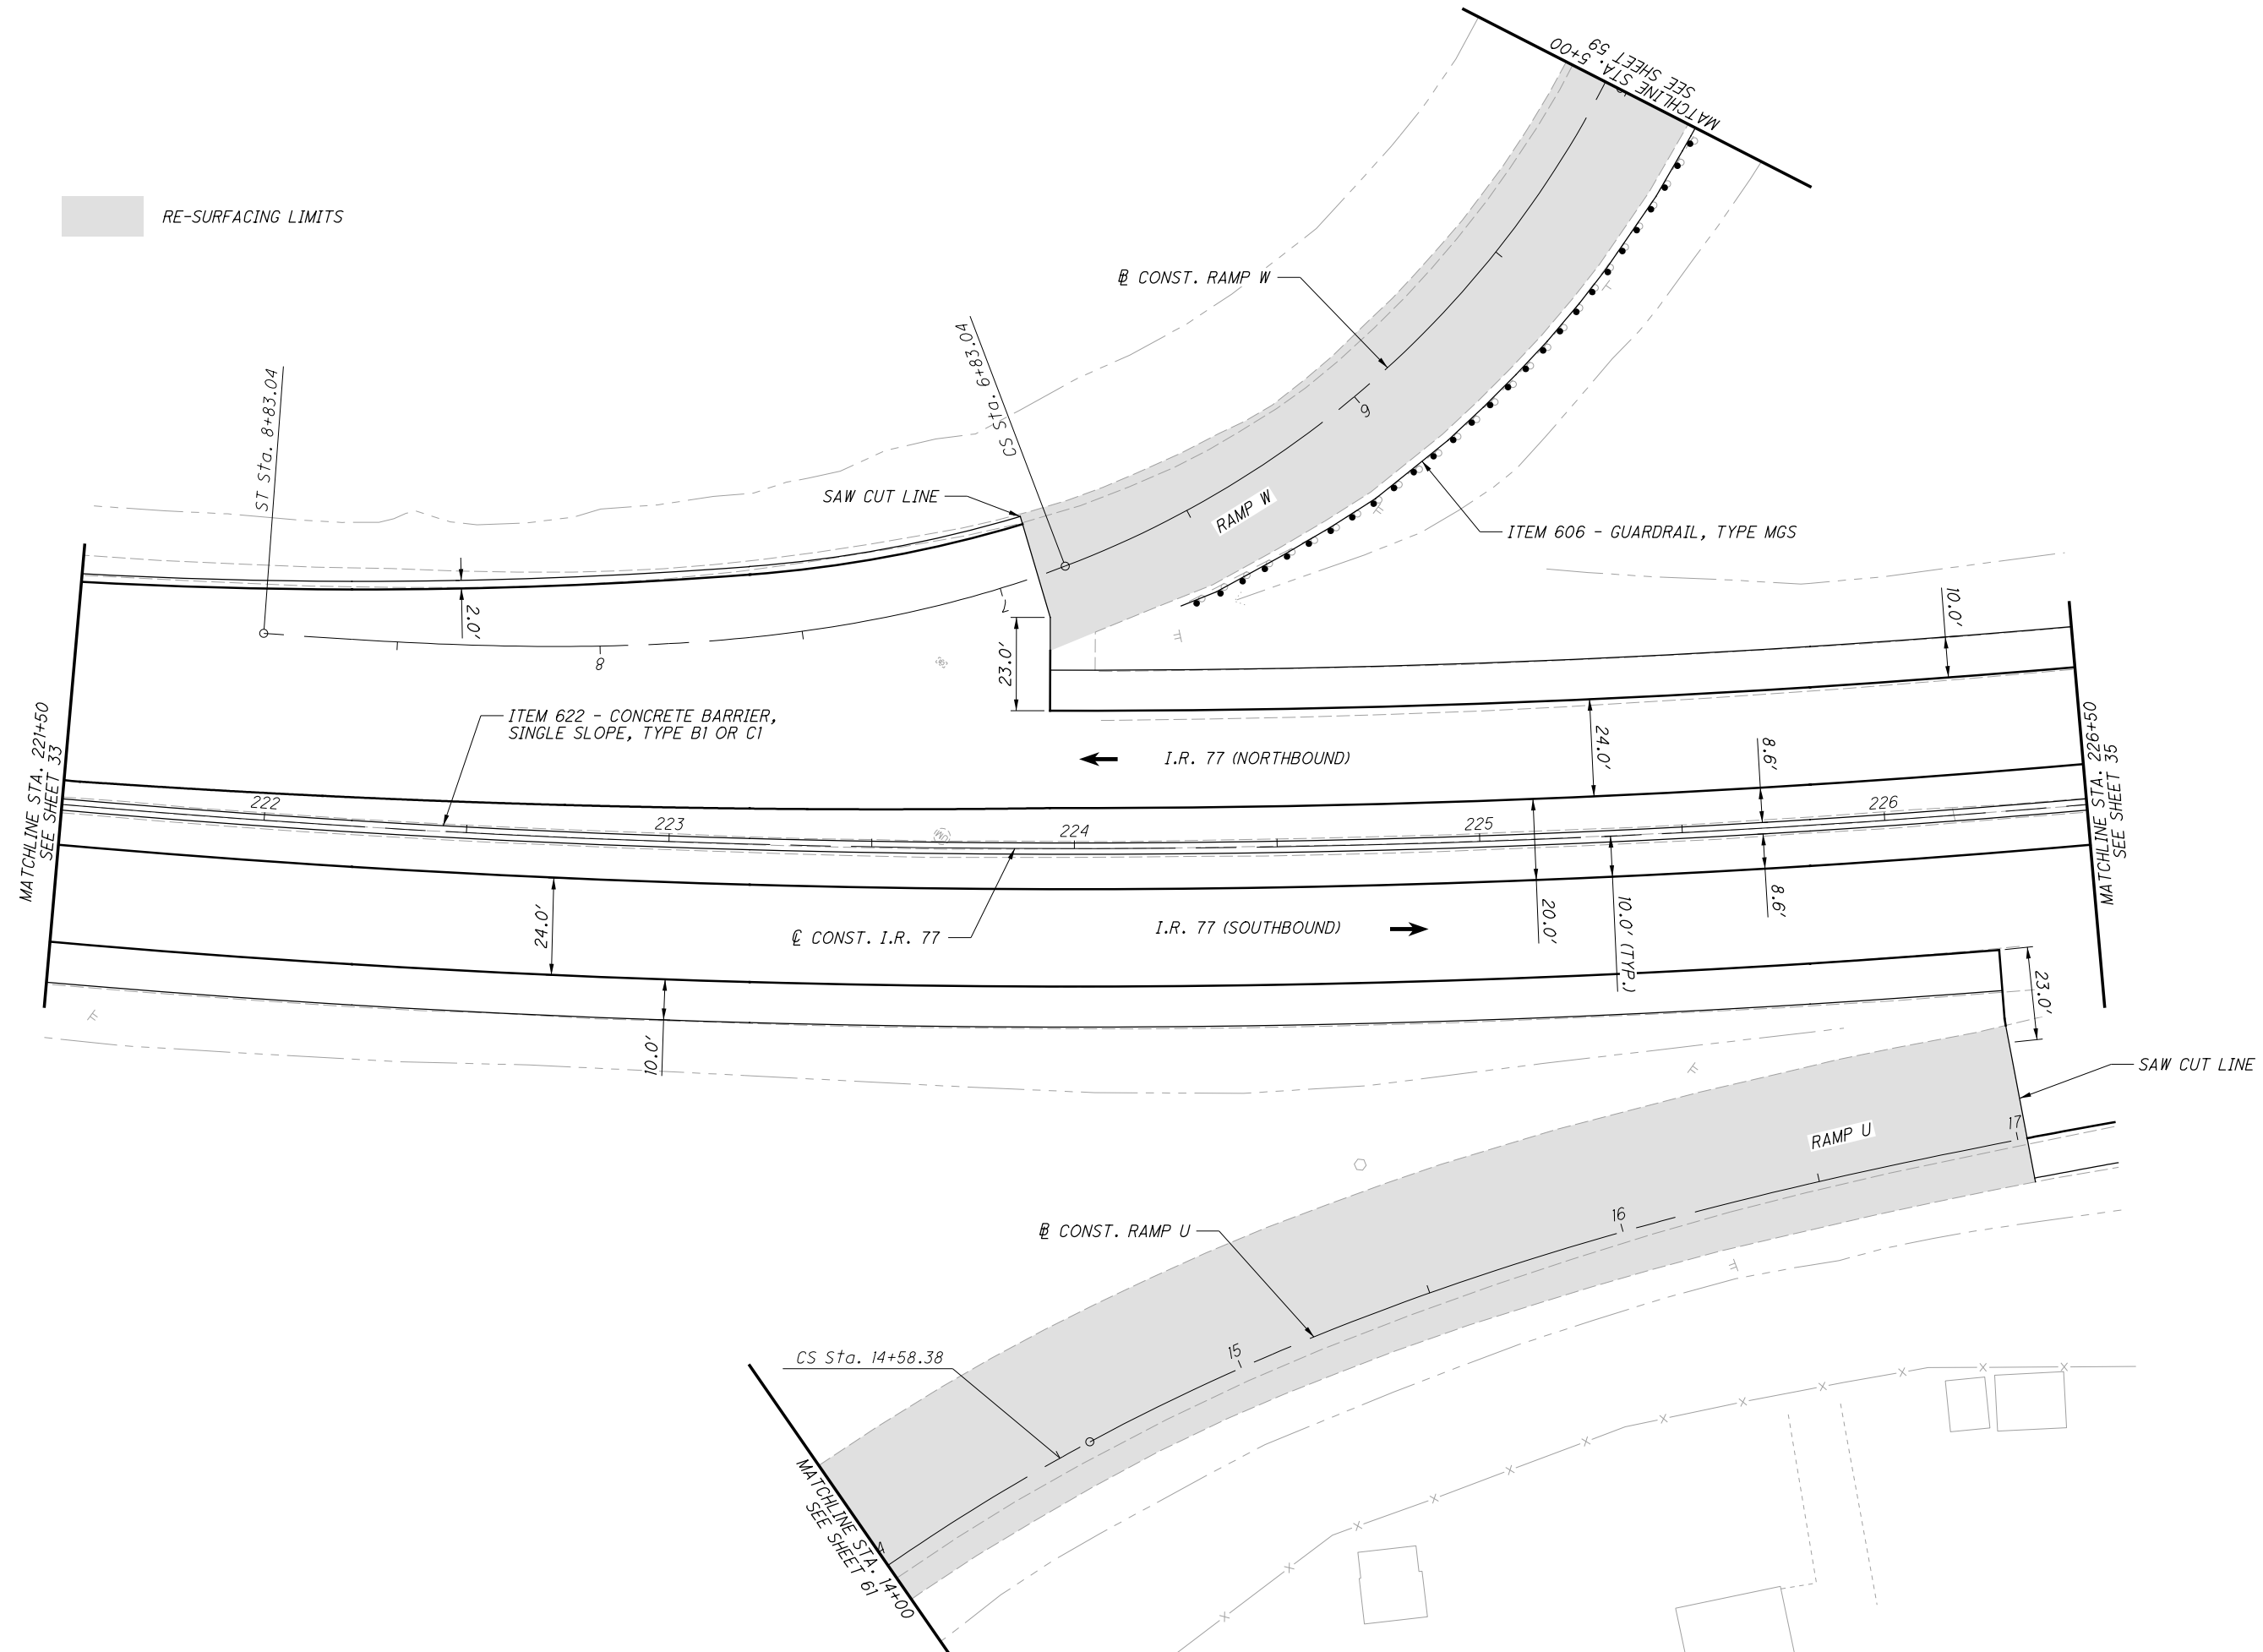 MATCHLINE STA. 5+00
SEE SHEET 59
RE-SURFACING LIMITS
℄ CONST. RAMP W
CS Sta. 6+83.04
ST Sta. 8+83.04
6
SAW CUT LINE
RAMP W
ITEM 606 - GUARDRAIL, TYPE MGS
2.0'
7
8
23.0'
10.0'
MATCHLINE STA. 221+50
SEE SHEET 33
ITEM 622 - CONCRETE BARRIER,
SINGLE SLOPE, TYPE B1 OR C1
I.R. 77 (NORTHBOUND)
24.0'
8.6'
MATCHLINE STA. 226+50
SEE SHEET 35
222
223
224
225
226
24.0'
℄ CONST. I.R. 77
I.R. 77 (SOUTHBOUND)
20.0'
10.0' (TYP.)
8.6'
10.0'
23.0'
SAW CUT LINE
RAMP U
17
16
15
℄ CONST. RAMP U
CS Sta. 14+58.38
MATCHLINE STA. 14+00
SEE SHEET 61